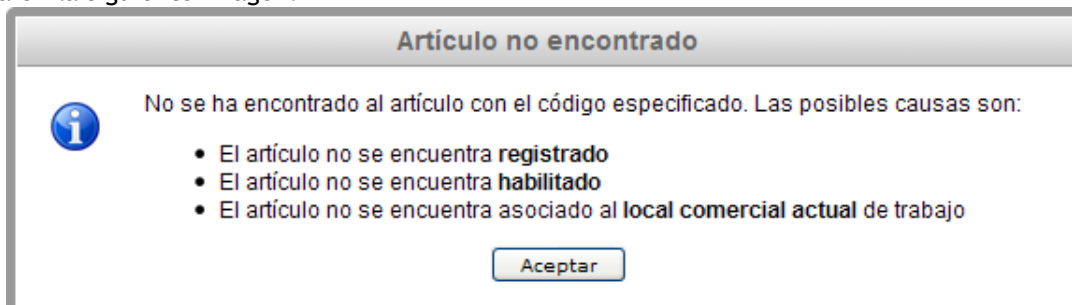 Artículo no encontrado
No se ha encontrado al artículo con el código especificado. Las posibles causas son:
• El artículo no se encuentra registrado
• El artículo no se encuentra habilitado
• El artículo no se encuentra asociado al local comercial actual de trabajo
Aceptar